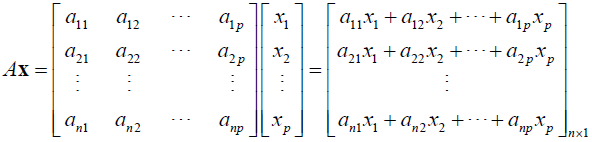 Ax = [ a11 a12 ⋯ a1p ] [ x1 ] = [ a11x1 + a12x2 + ⋯ + a1pxp ]
[ a21 a22 ⋯ a2p ] [ x2 ] [ a21x1 + a22x2 + ⋯ + a2pxp ]
[ ⋮ ⋮ ⋮ ] [ ⋮ ] [ ⋮ ]
[ an1 an2 ⋯ anp ] [ xp ] [ an1x1 + an2x2 + ⋯ + anpxp ]n×1